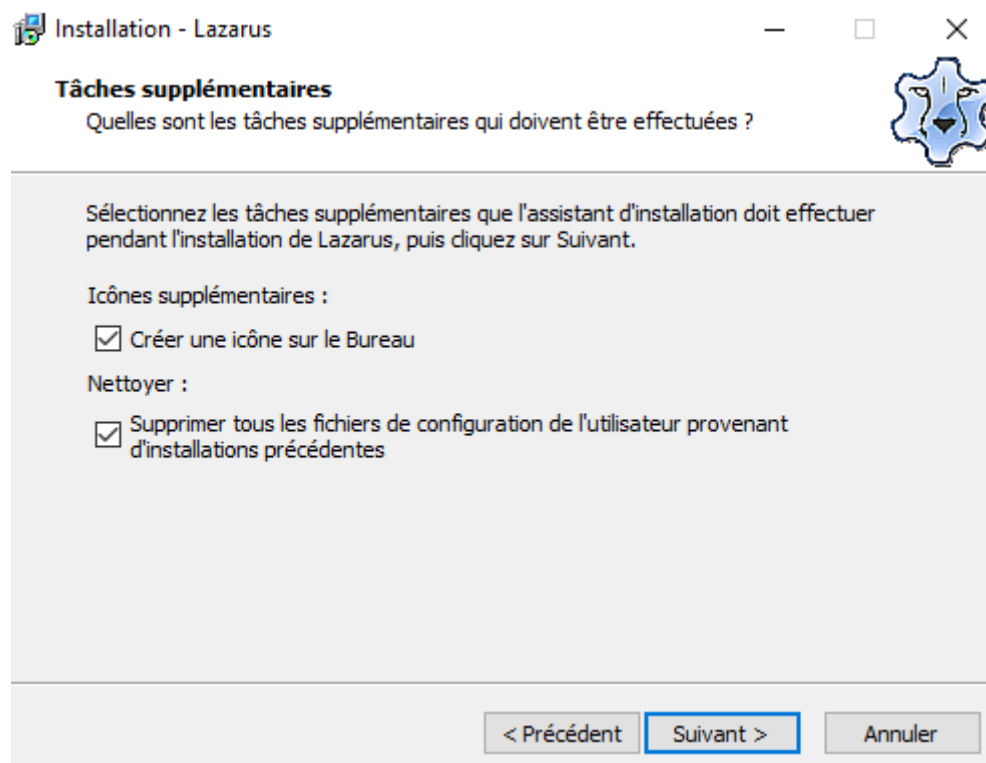 Installation - Lazarus
Tâches supplémentaires
Quelles sont les tâches supplémentaires qui doivent être effectuées ?
Sélectionnez les tâches supplémentaires que l'assistant d'installation doit effectuer
pendant l'installation de Lazarus, puis cliquez sur Suivant.
Icônes supplémentaires :
Créer une icône sur le Bureau
Nettoyer :
Supprimer tous les fichiers de configuration de l'utilisateur provenant
d'installations précédentes
< Précédent
Suivant >
Annuler